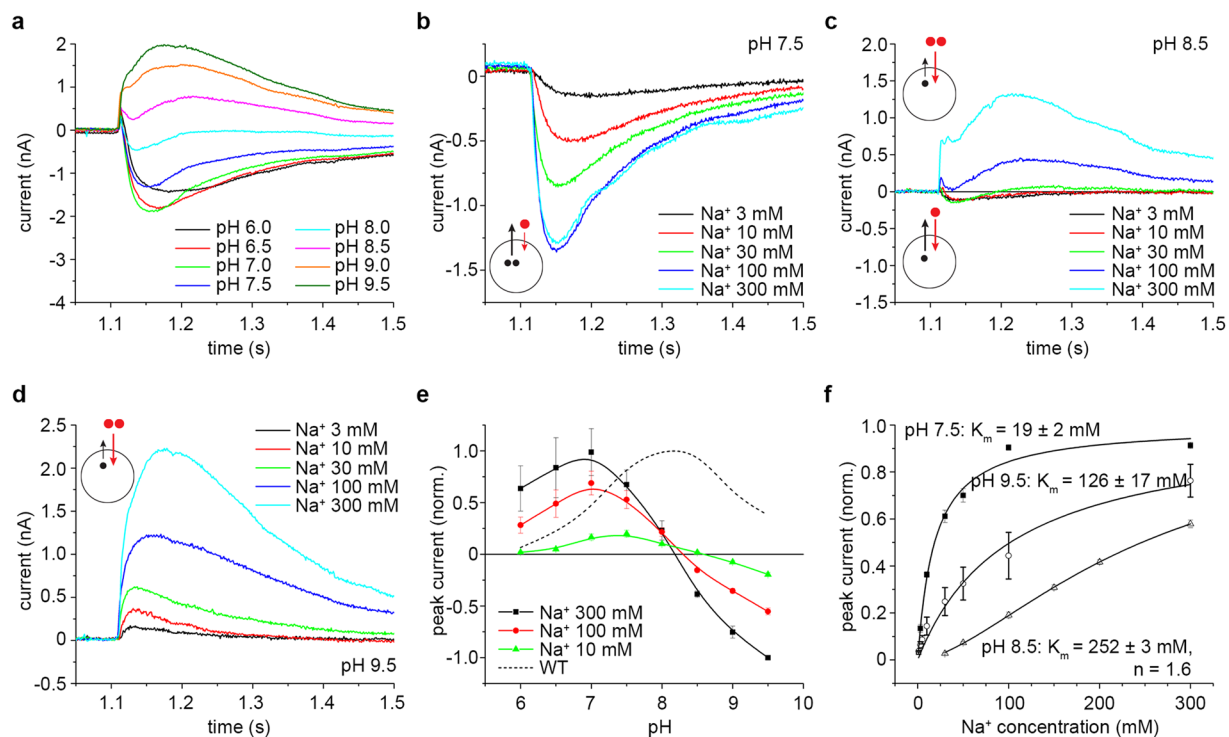 a
current (nA)
2
1
0
1
-2
-3
-4
pH 6.0
pH 6.5
pH 7.0
pH 7.5
pH 8.0
pH 8.5
pH 9.0
pH 9.5
1.1 1.2 1.3 1.4 1.5
time (s)
b
pH 7.5
current (nA)
0
-0.5
-1.0
-1.5
Na⁺ 3 mM
Na⁺ 10 mM
Na⁺ 30 mM
Na⁺ 100 mM
Na⁺ 300 mM
1.1 1.2 1.3 1.4 1.5
time (s)
c
pH 8.5
current (nA)
2.0
1.5
1.0
0.5
0
-0.5
-1.0
-1.5
Na⁺ 3 mM
Na⁺ 10 mM
Na⁺ 30 mM
Na⁺ 100 mM
Na⁺ 300 mM
1.1 1.2 1.3 1.4 1.5
time (s)
d
current (nA)
2.5
2.0
1.5
1.0
0.5
0
-0.5
Na⁺ 3 mM
Na⁺ 10 mM
Na⁺ 30 mM
Na⁺ 100 mM
Na⁺ 300 mM
pH 9.5
1.1 1.2 1.3 1.4 1.5
time (s)
e
peak current (norm.)
1.0
0.5
0
-0.5
-1.0
Na⁺ 300 mM
Na⁺ 100 mM
Na⁺ 10 mM
WT
5 6 7 8 9 10
pH
f
peak current (norm.)
1.0
0.8
0.6
0.4
0.2
0
pH 7.5: Kₘ = 19 ± 2 mM
pH 9.5: Kₘ = 126 ± 17 mM
pH 8.5: Kₘ = 252 ± 3 mM,
n = 1.6
0 100 200 300
Na⁺ concentration (mM)